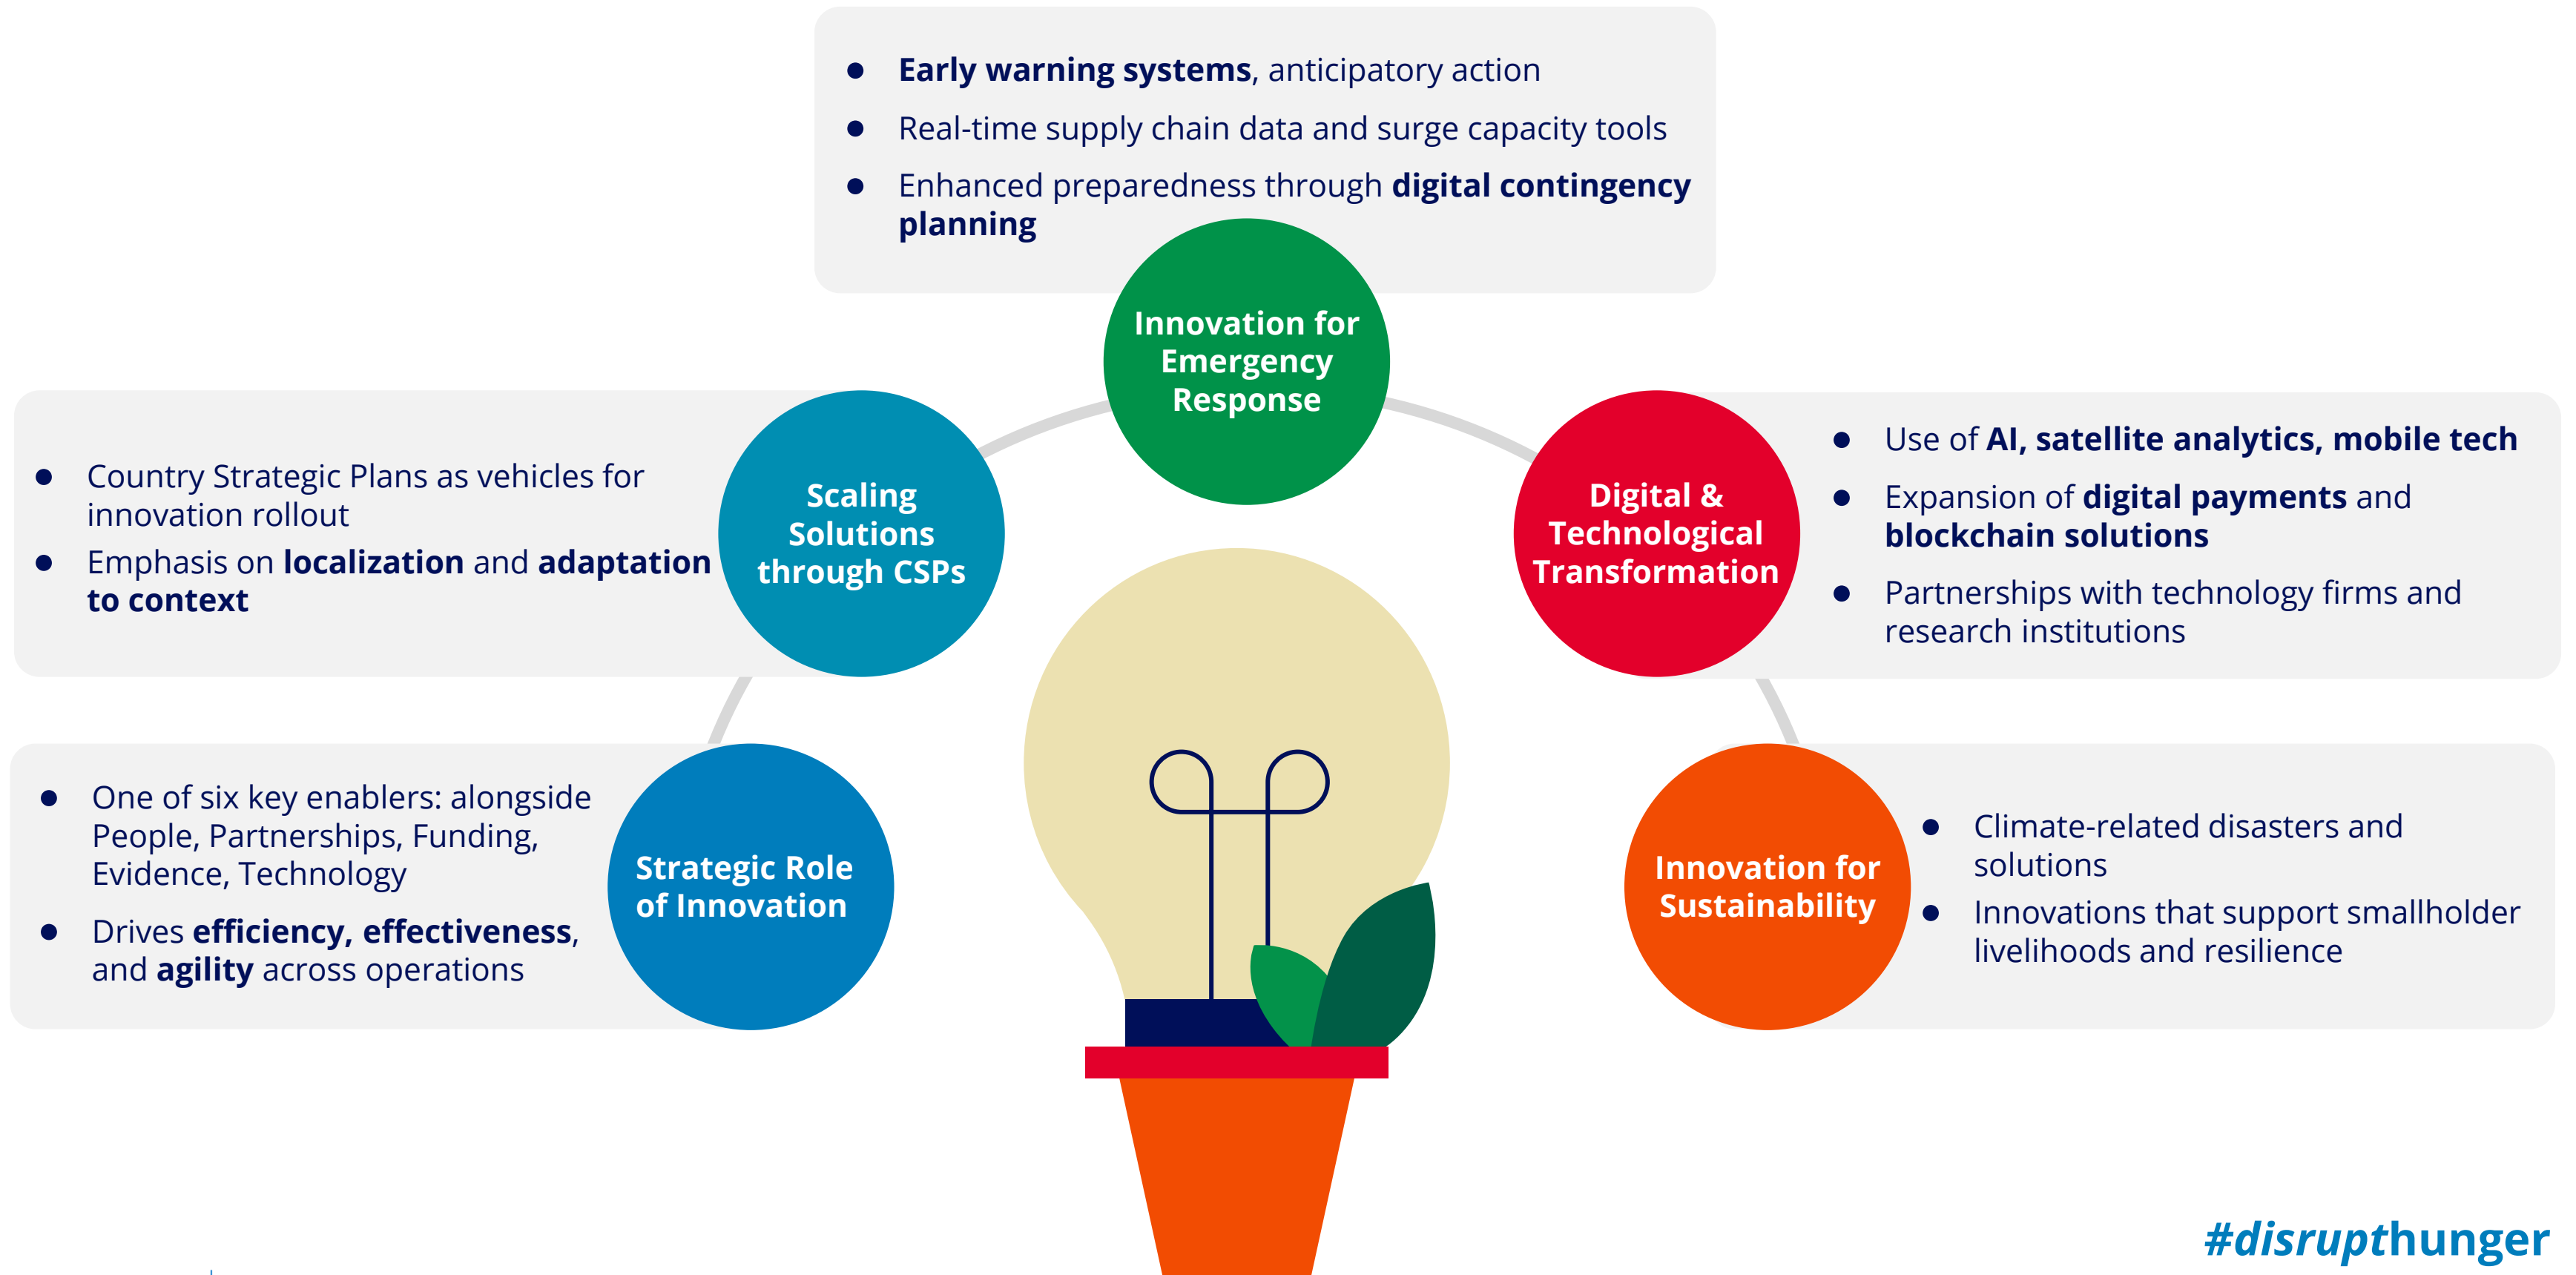 ● Early warning systems, anticipatory action
● Real-time supply chain data and surge capacity tools
● Enhanced preparedness through digital contingency
planning
Innovation for
Emergency
Response
● Country Strategic Plans as vehicles for
innovation rollout
● Emphasis on localization and adaptation
to context
Scaling
Solutions
through CSPs
Digital &
Technological
Transformation
● Use of AI, satellite analytics, mobile tech
● Expansion of digital payments and
blockchain solutions
● Partnerships with technology firms and
research institutions
● One of six key enablers: alongside
People, Partnerships, Funding,
Evidence, Technology
● Drives efficiency, effectiveness,
and agility across operations
Strategic Role
of Innovation
Innovation for
Sustainability
● Climate-related disasters and
solutions
● Innovations that support smallholder
livelihoods and resilience
#disrupthunger